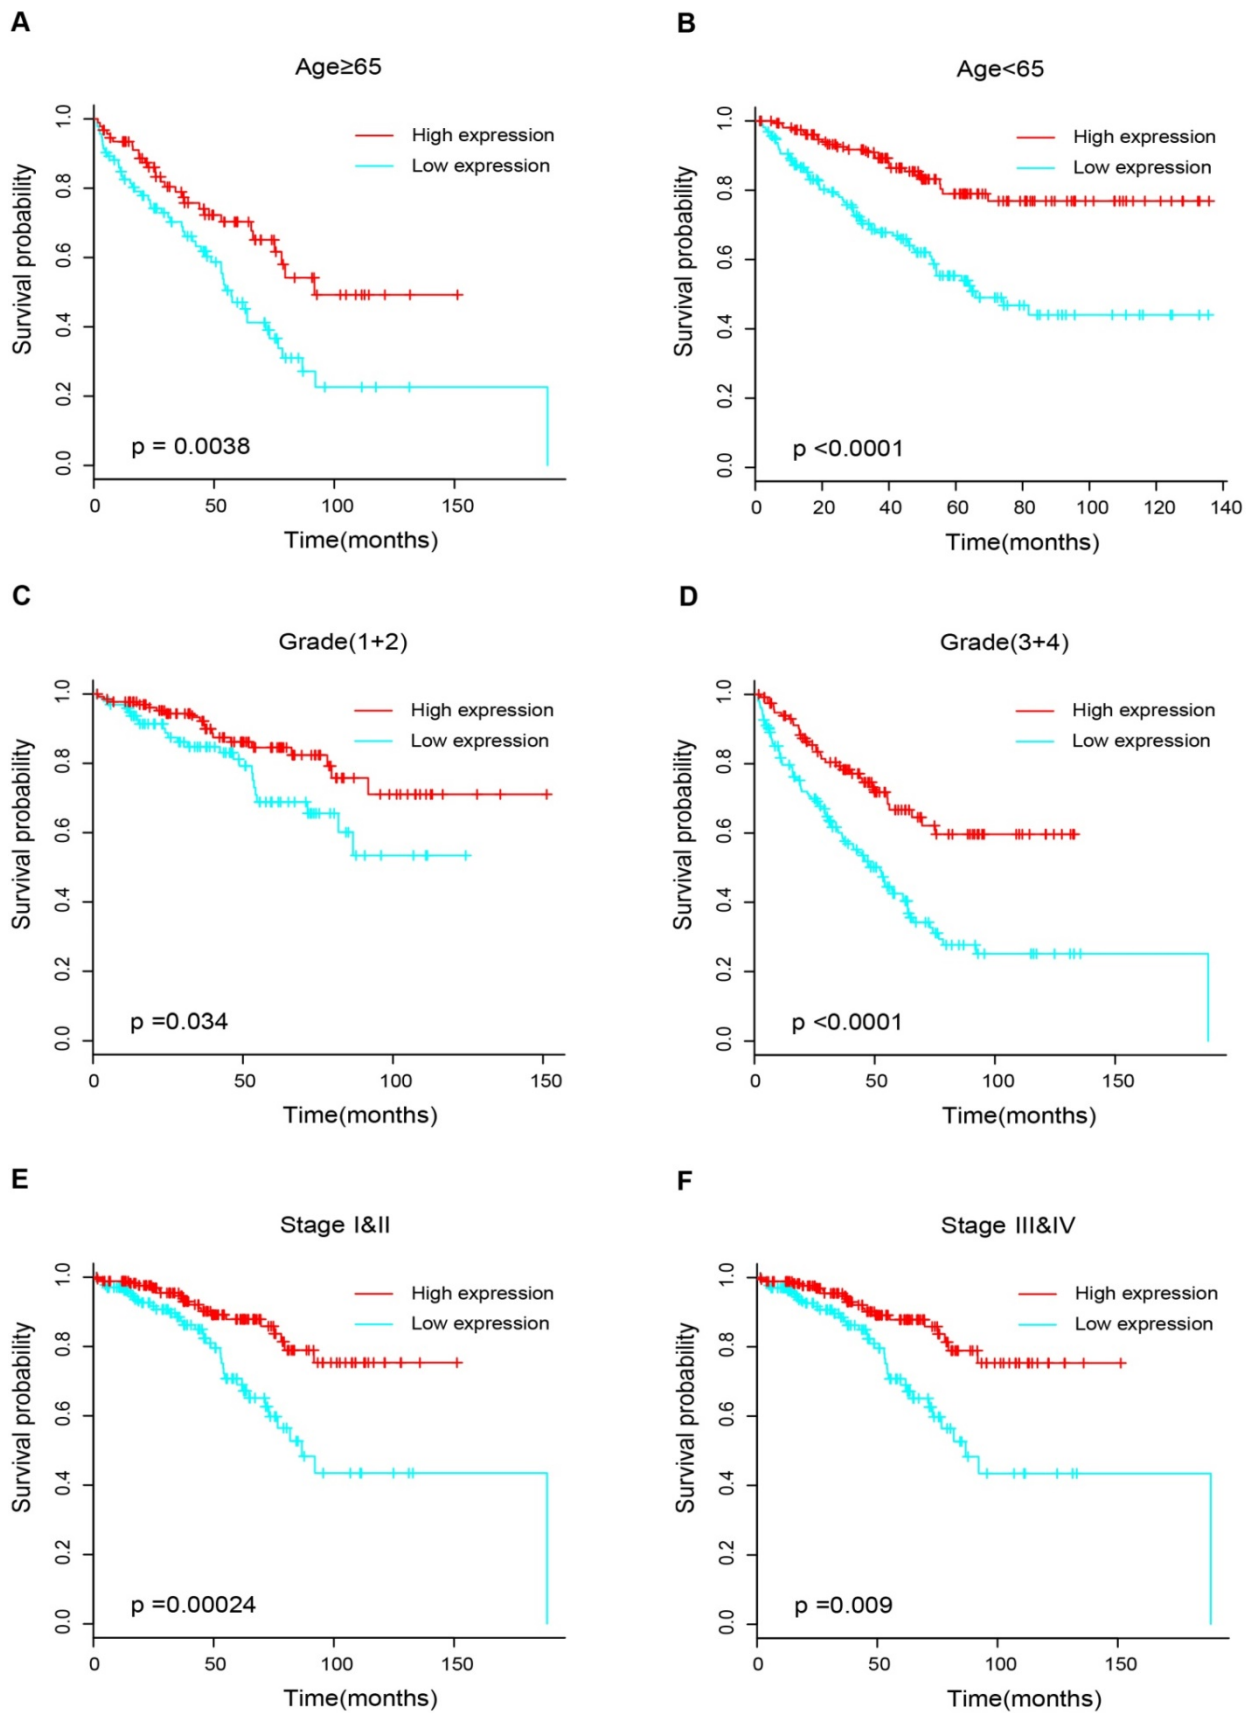 A
Age≥65
Survival probability
1.0
0.8
0.6
0.4
0.2
0.0
High expression
Low expression
p = 0.0038
0 50 100 150
Time(months)
B
Age<65
Survival probability
1.0
0.8
0.6
0.4
0.2
0.0
High expression
Low expression
p <0.0001
0 20 40 60 80 100 120 140
Time(months)
C
Grade(1+2)
Survival probability
1.0
0.8
0.6
0.4
0.2
0.0
High expression
Low expression
p =0.034
0 50 100 150
Time(months)
D
Grade(3+4)
Survival probability
1.0
0.8
0.6
0.4
0.2
0.0
High expression
Low expression
p <0.0001
0 50 100 150
Time(months)
E
Stage I&II
Survival probability
1.0
0.8
0.6
0.4
0.2
0.0
High expression
Low expression
p =0.00024
0 50 100 150
Time(months)
F
Stage III&IV
Survival probability
1.0
0.8
0.6
0.4
0.2
0.0
High expression
Low expression
p =0.009
0 50 100 150
Time(months)